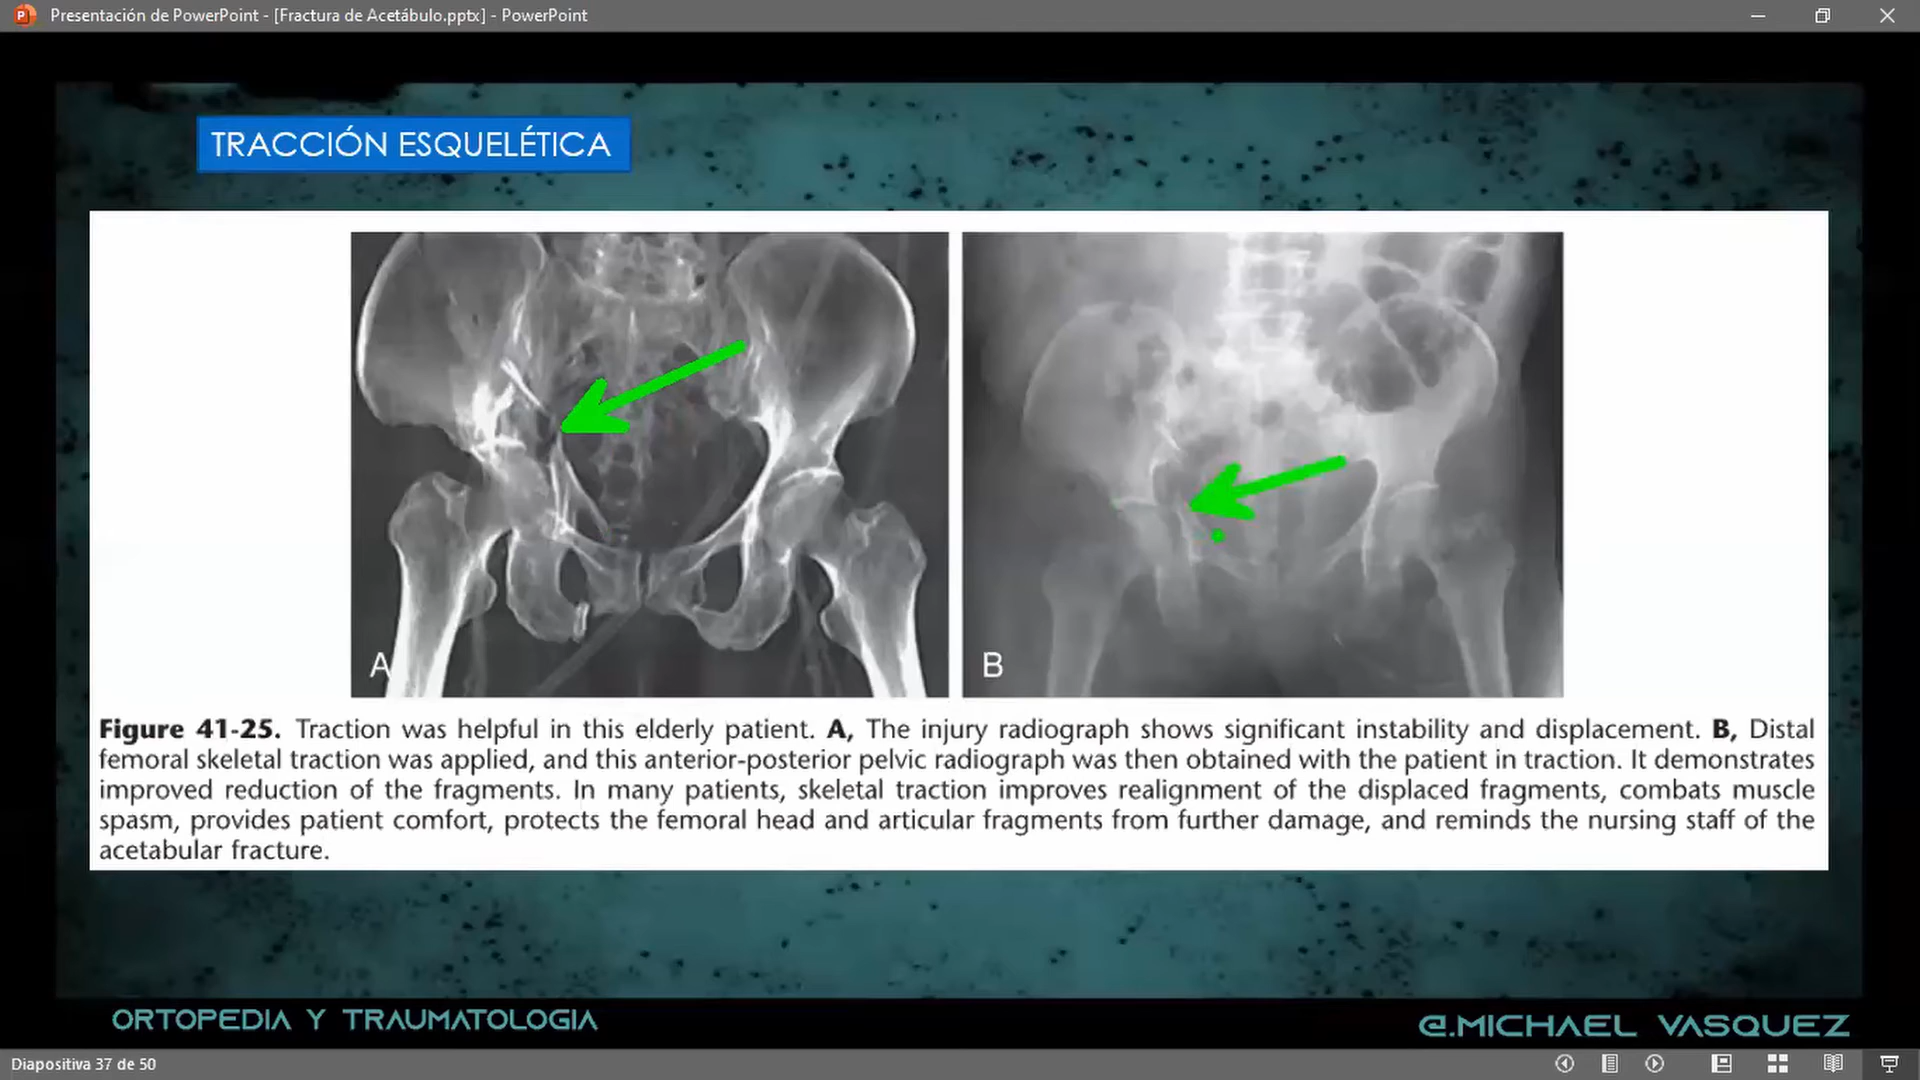 Presentación de PowerPoint - [Fractura de Acetábulo.pptx] - PowerPoint
TRACCIÓN ESQUELÉTICA
A
B
Figure 41-25. Traction was helpful in this elderly patient. A, The injury radiograph shows significant instability and displacement. B, Distal
femoral skeletal traction was applied, and this anterior-posterior pelvic radiograph was then obtained with the patient in traction. It demonstrates
improved reduction of the fragments. In many patients, skeletal traction improves realignment of the displaced fragments, combats muscle
spasm, provides patient comfort, protects the femoral head and articular fragments from further damage, and reminds the nursing staff of the
acetabular fracture.
ORTOPEDIA Y TRAUMATOLOGIA
@.MICHAEL VASQUEZ
Diapositiva 37 de 50